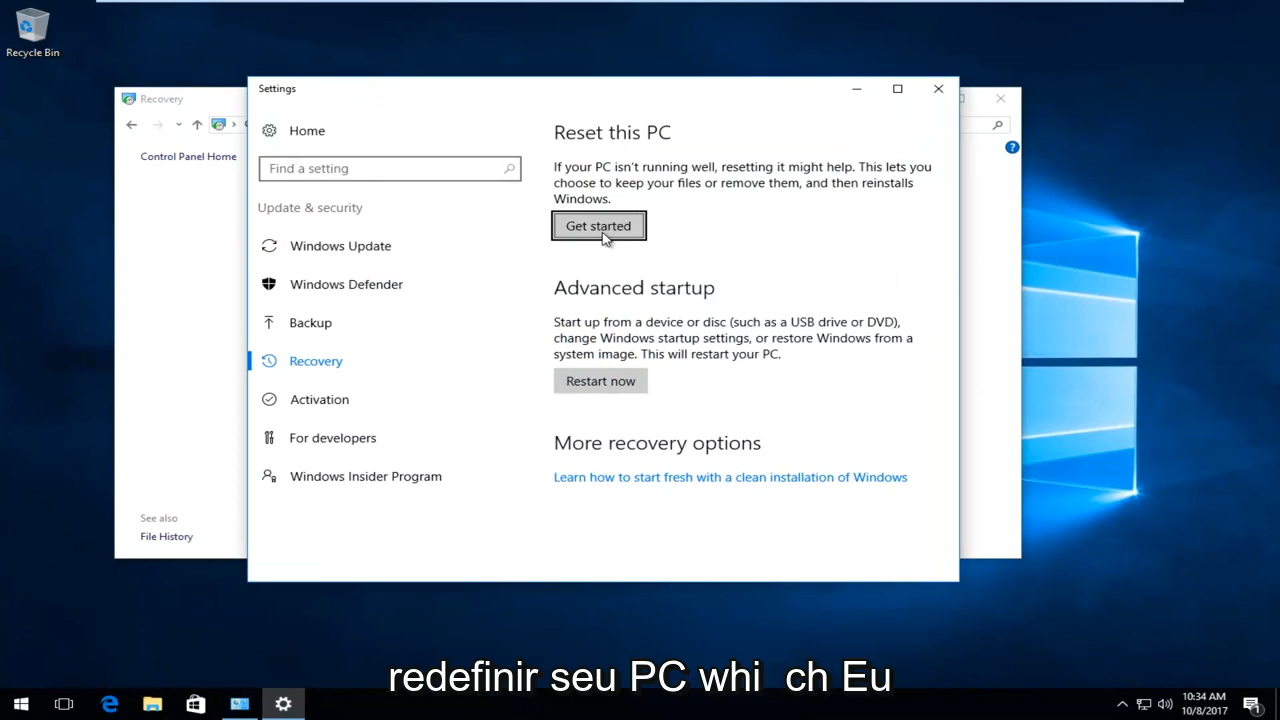 Recycle Bin
Recovery
Control Panel Home
See also
File History
Settings
Home
Find a setting
Update & security
Windows Update
Windows Defender
Backup
Recovery
Activation
For developers
Windows Insider Program
Reset this PC
If your PC isn't running well, resetting it might help. This lets you
choose to keep your files or remove them, and then reinstalls
Windows.
Get started
Advanced startup
Start up from a device or disc (such as a USB drive or DVD),
change Windows startup settings, or restore Windows from a
system image. This will restart your PC.
Restart now
More recovery options
Learn how to start fresh with a clean installation of Windows
redefinir seu PC whi ch Eu
10:34 AM
10/8/2017
1